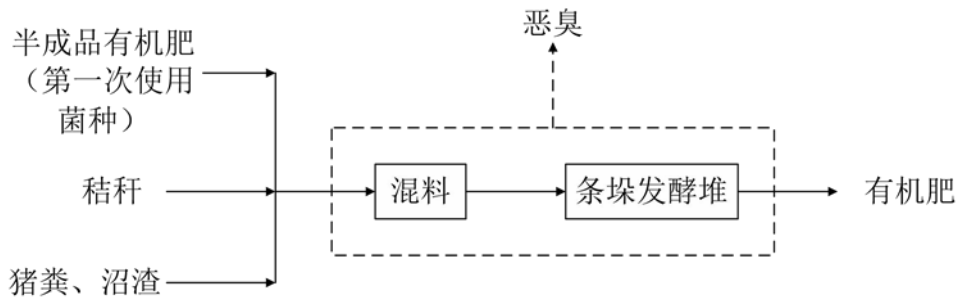 恶臭
半成品有机肥
（第一次使用
菌种）
秸秆
混料
条垛发酵堆
有机肥
猪粪、沼渣